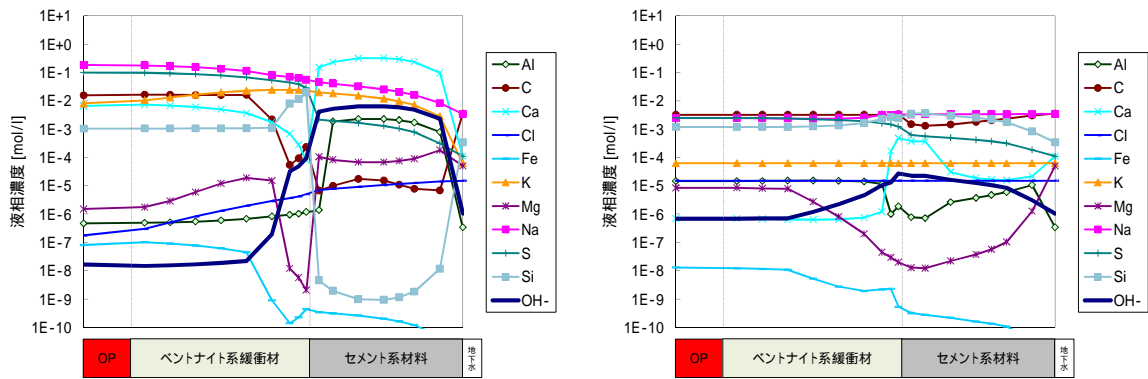 液相濃度 [mol/l]
1E+1
1E+0
1E-1
1E-2
1E-3
1E-4
1E-5
1E-6
1E-7
1E-8
1E-9
1E-10
Al
C
Ca
Cl
Fe
K
Mg
Na
S
Si
OH-
OP
ベントナイト系緩衝材
セメント系材料
地下水
液相濃度 [mol/l]
1E+1
1E+0
1E-1
1E-2
1E-3
1E-4
1E-5
1E-6
1E-7
1E-8
1E-9
1E-10
Al
C
Ca
Cl
Fe
K
Mg
Na
S
Si
OH-
OP
ベントナイト系緩衝材
セメント系材料
地下水